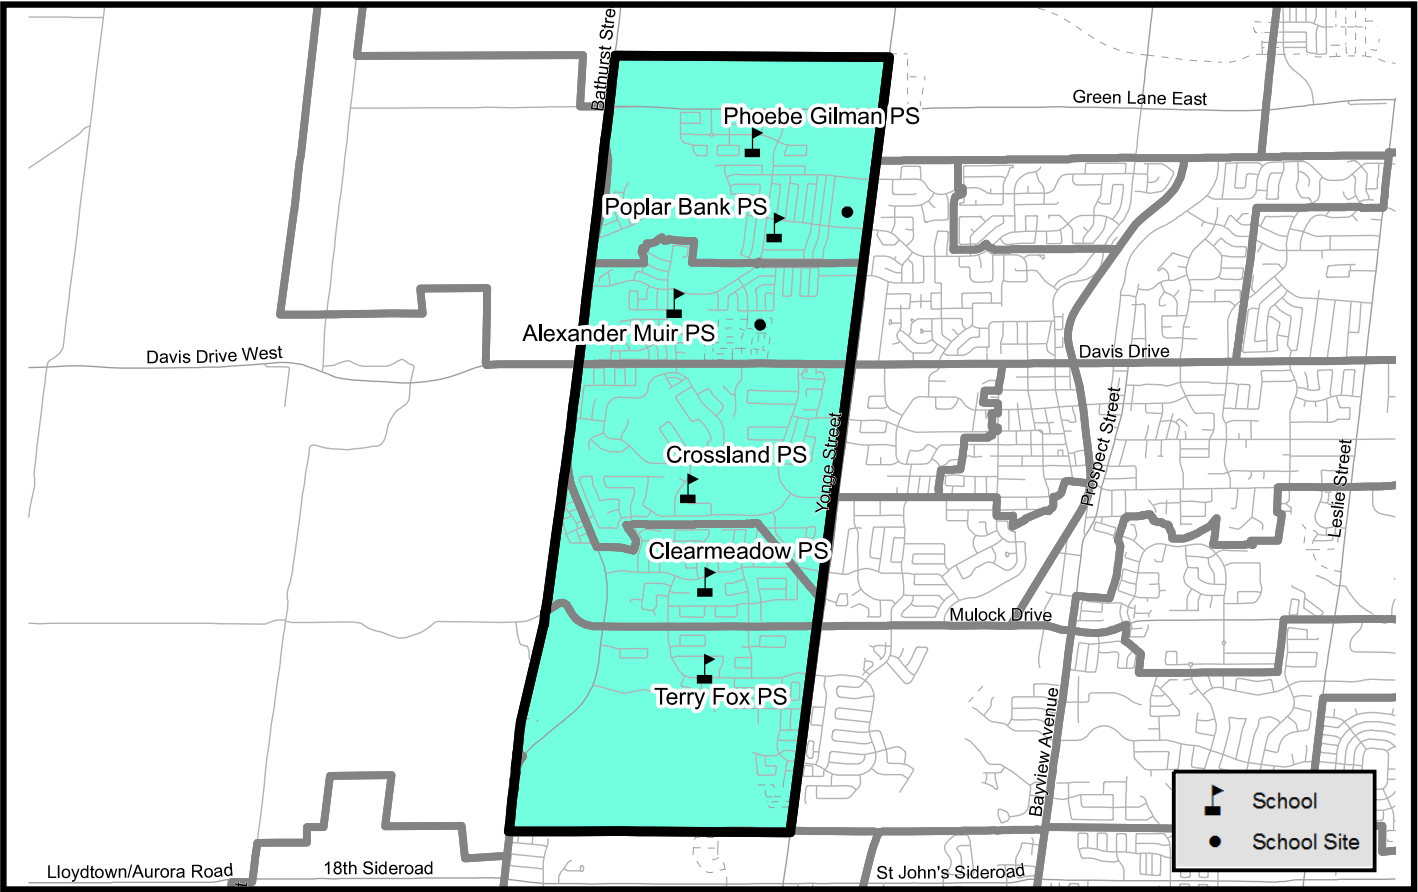 Bathurst Stre
Green Lane East
Phoebe Gilman PS
Poplar Bank PS
Alexander Muir PS
Davis Drive West
Davis Drive
Crossland PS
Yonge Street
Prospect Street
Leslie Street
Clearmeadow PS
Mulock Drive
Terry Fox PS
Bayview Avenue
School
School Site
Lloydtown/Aurora Road
18th Sideroad
St John's Sideroad